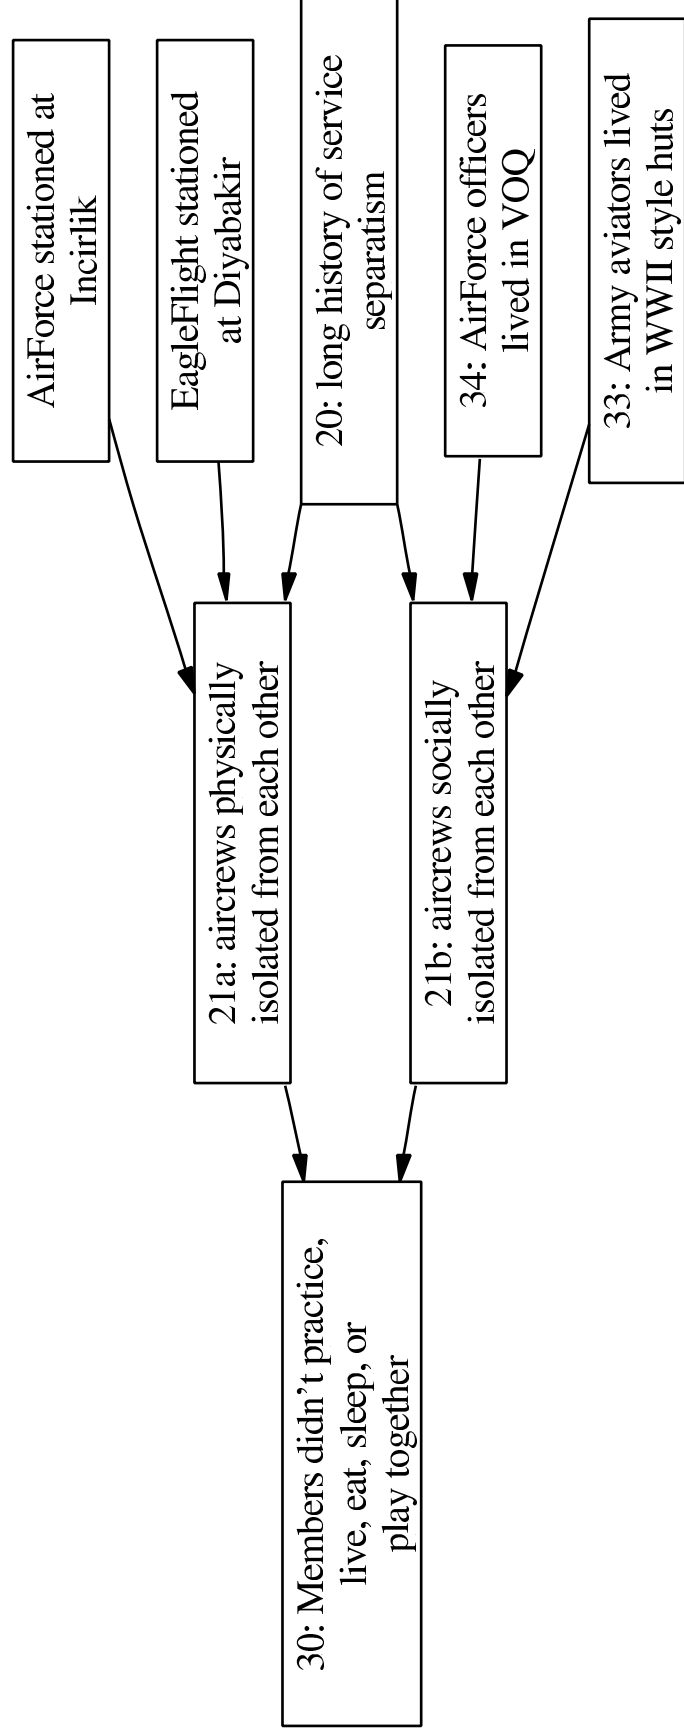 AirForce stationed at
Incirlik
EagleFlight stationed
at Diyabakir
20: long history of service
separatism
34: AirForce officers
lived in VOQ
33: Army aviators lived
in WWII style huts
21a: aircrews physically
isolated from each other
21b: aircrews socially
isolated from each other
30: Members didn't practice,
live, eat, sleep, or
play together